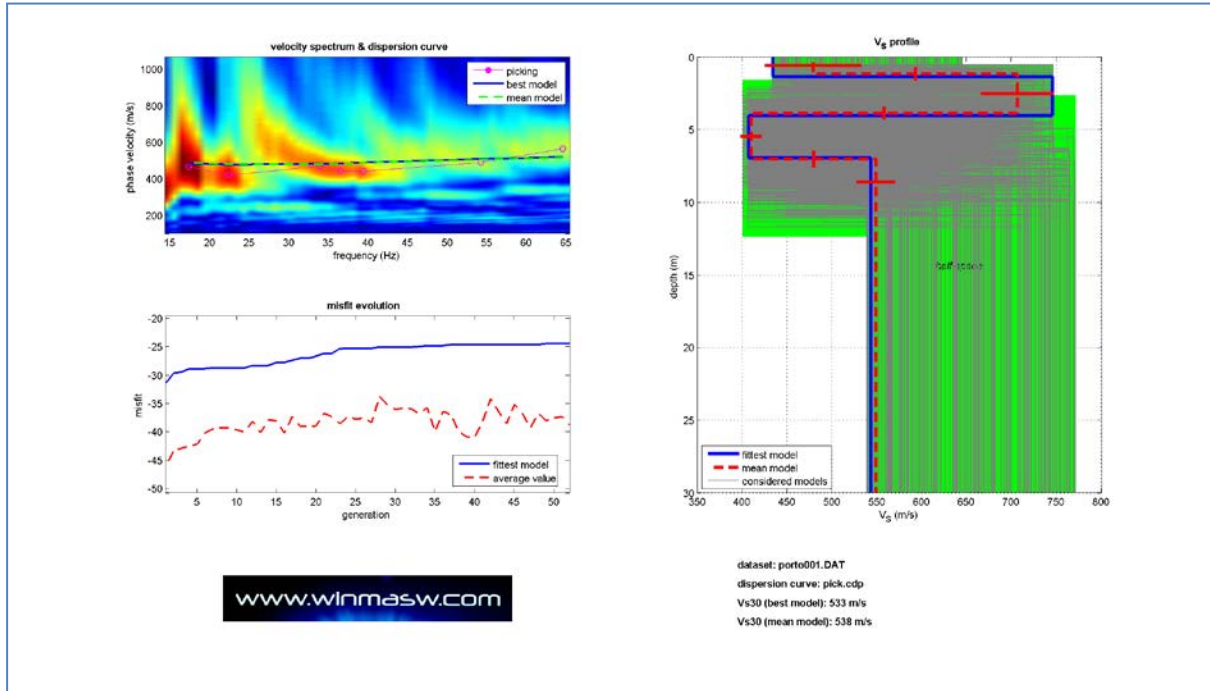 velocity spectrum & dispersion curve
1000
800
600
400
200
phase velocity (m/s)
picking
best model
mean model
15 20 25 30 35 40 45 50 55 60 65
frequency (Hz)
misfit evolution
-20
-25
-30
-35
-40
-45
-50
misfit
fittest model
average value
5 10 15 20 25 30 35 40 45 50
generation
www.winmasw.com
VS profile
0
5
10
15
20
25
30
depth (m)
half-space
fittest model
mean model
considered models
350 400 450 500 550 600 650 700 750 800
VS (m/s)
dataset: porto001.DAT
dispersion curve: pick.cdp
Vs30 (best model): 533 m/s
Vs30 (mean model): 538 m/s